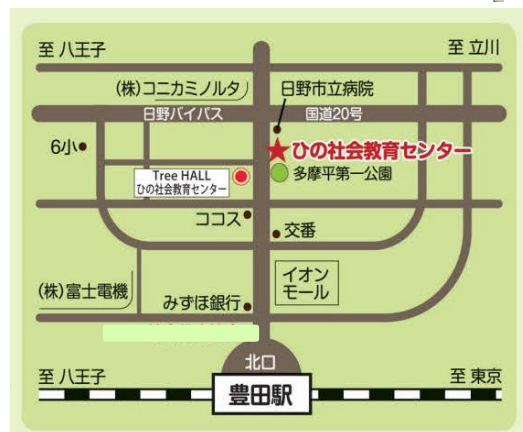 至 八王子
至 立川
(株)コニカミノルタ
日野市立病院
日野バイパス
国道20号
6小
ひの社会教育センター
Tree HALL
ひの社会教育センター
多摩平第一公園
ココス
交番
イオン
モール
(株)富士電機
みずほ銀行
北口
至 八王子
豊田駅
至 東京